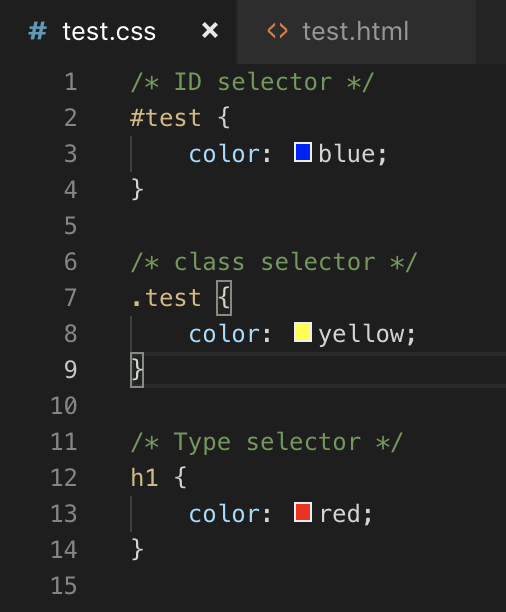 # test.css × <> test.html
1 /* ID selector */
2 #test {
3     color: blue;
4 }
5
6 /* class selector */
7 .test {
8     color: yellow;
9 }
10
11 /* Type selector */
12 h1 {
13     color: red;
14 }
15